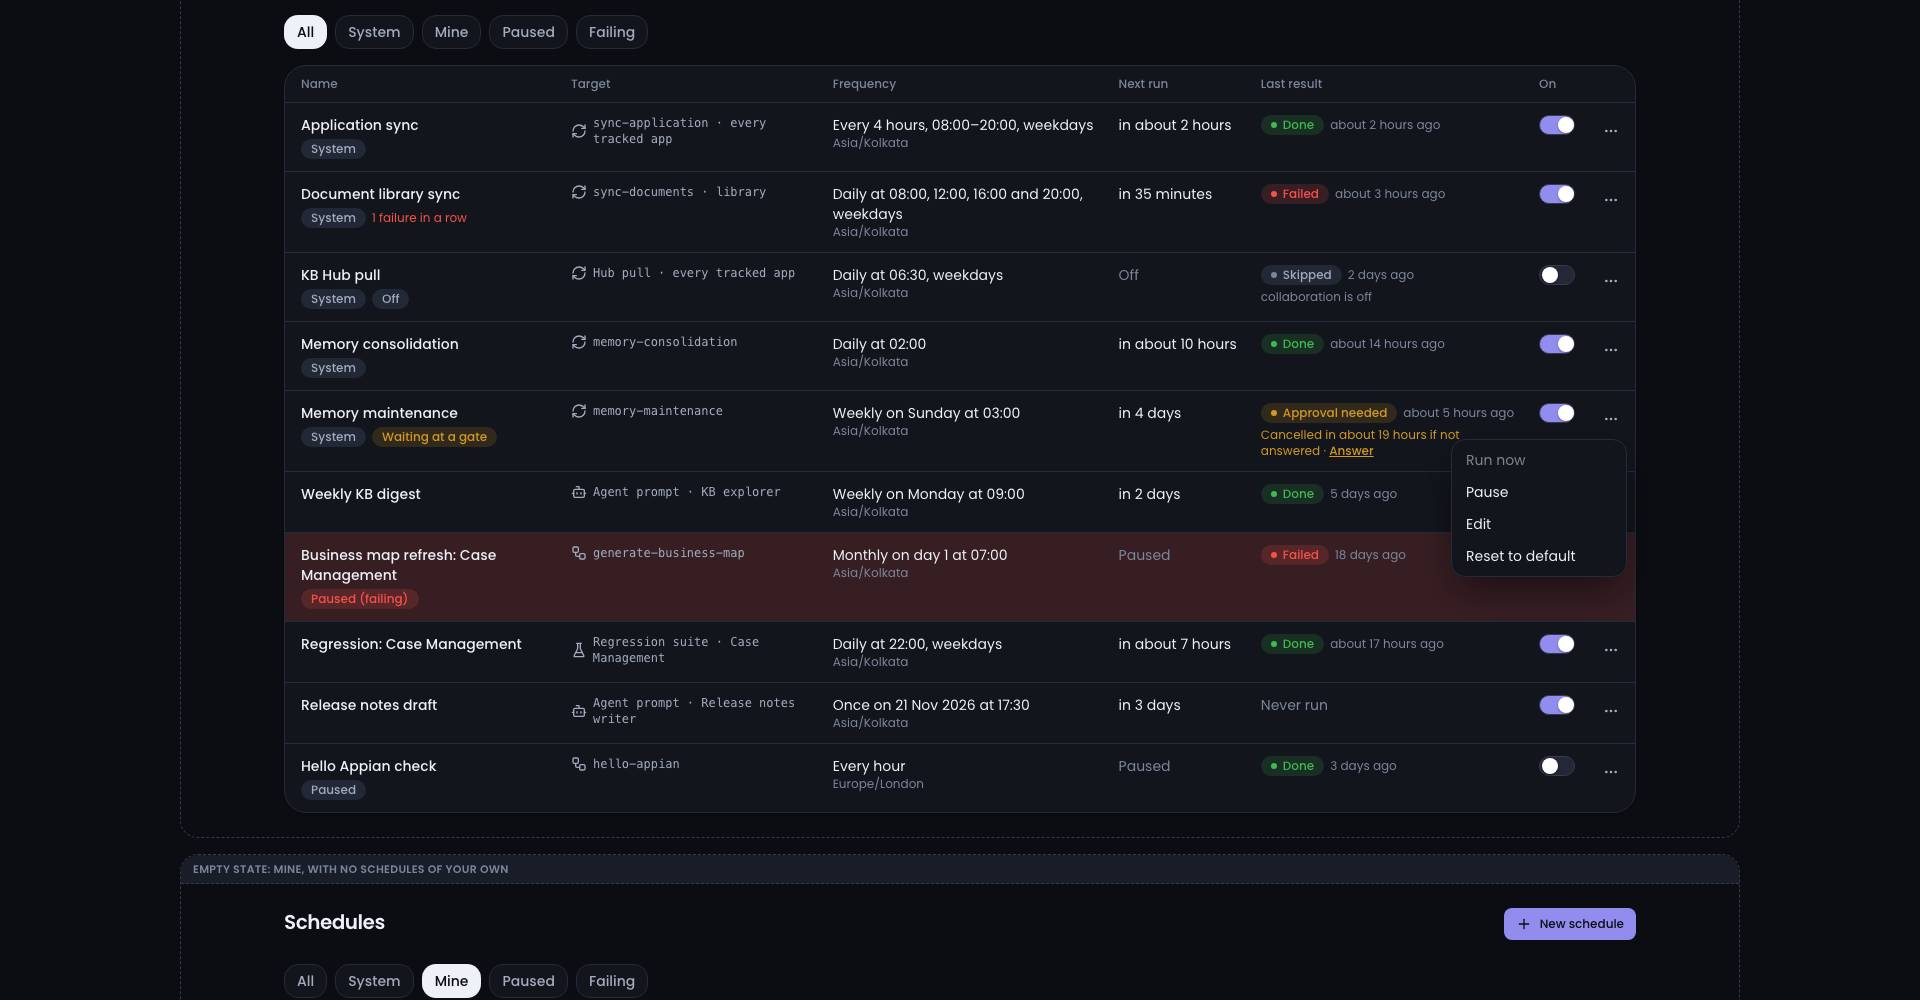 All System Mine Paused Failing
Name Target Frequency Next run Last result On
Application sync
System
sync-application · every
tracked app
Every 4 hours, 08:00–20:00, weekdays
Asia/Kolkata
in about 2 hours
Done about 2 hours ago
Document library sync
System 1 failure in a row
sync-documents · library
Daily at 08:00, 12:00, 16:00 and 20:00,
weekdays
Asia/Kolkata
in 35 minutes
Failed about 3 hours ago
KB Hub pull
System Off
Hub pull · every tracked app
Daily at 06:30, weekdays
Asia/Kolkata
Off
Skipped 2 days ago
collaboration is off
Memory consolidation
System
memory-consolidation
Daily at 02:00
Asia/Kolkata
in about 10 hours
Done about 14 hours ago
Memory maintenance
System Waiting at a gate
memory-maintenance
Weekly on Sunday at 03:00
Asia/Kolkata
in 4 days
Approval needed about 5 hours ago
Cancelled in about 19 hours if not
answered · Answer
Run now
Pause
Edit
Reset to default
Weekly KB digest
Agent prompt · KB explorer
Weekly on Monday at 09:00
Asia/Kolkata
in 2 days
Done 5 days ago
Business map refresh: Case
Management
Paused (failing)
generate-business-map
Monthly on day 1 at 07:00
Asia/Kolkata
Paused
Failed 18 days ago
Regression: Case Management
Regression suite · Case
Management
Daily at 22:00, weekdays
Asia/Kolkata
in about 7 hours
Done about 17 hours ago
Release notes draft
Agent prompt · Release notes
writer
Once on 21 Nov 2026 at 17:30
Asia/Kolkata
in 3 days
Never run
Hello Appian check
Paused
hello-appian
Every hour
Europe/London
Paused
Done 3 days ago
EMPTY STATE: MINE, WITH NO SCHEDULES OF YOUR OWN
Schedules
New schedule
All System Mine Paused Failing